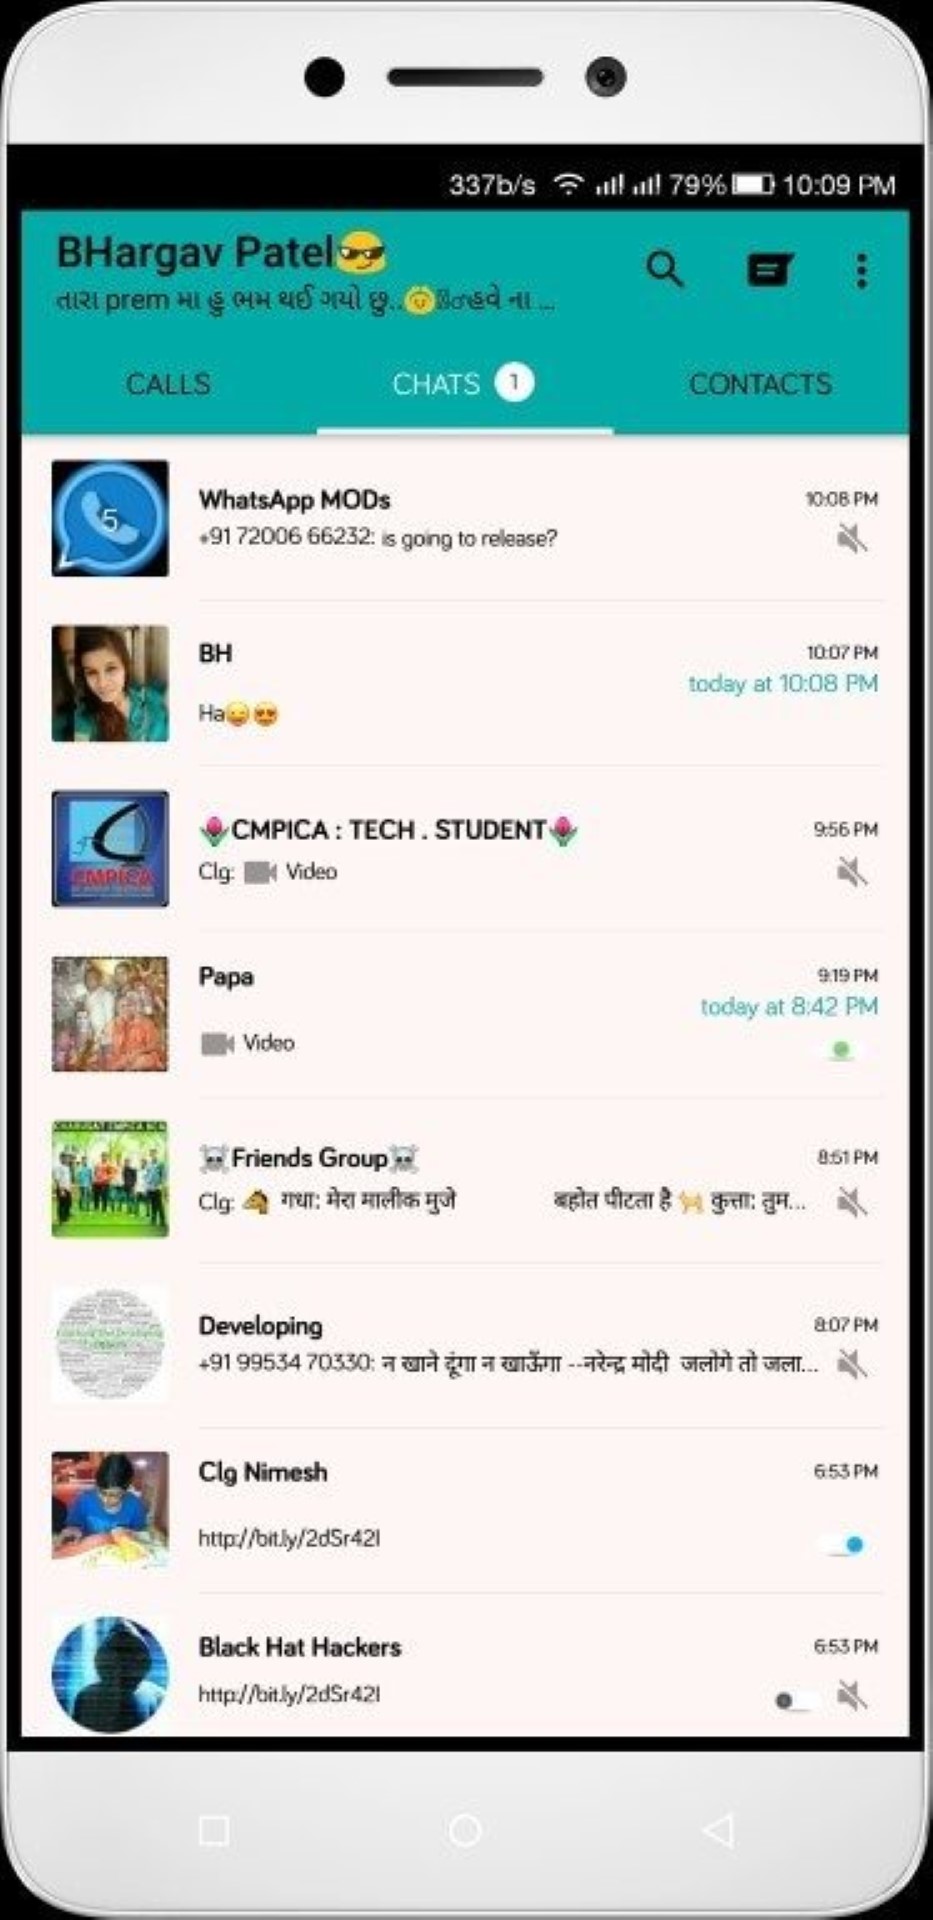 337b/s 79% 10:09 PM
BHargav Patel😎
તારા prem મા હુ ભમ થઈ ગયો છુ..હવે ના ...
CALLS CHATS 1 CONTACTS
5
WhatsApp MODs 10:08 PM
+91 72006 66232: is going to release?
BH 10:07 PM
today at 10:08 PM
Ha😜😍
🌷CMPICA : TECH . STUDENT🌷 9:56 PM
CMPICA
Clg: Video
Papa 9:19 PM
today at 8:42 PM
Video
☠Friends Group☠ 8:51 PM
Clg: 🐴 गधा: मेरा मालीक मुजे बहोत पीटता है 🐕 कुत्ता: तुम...
Developing 8:07 PM
+91 99534 70330: न खाने दूंगा न खाऊँगा --नरेन्द्र मोदी जलोगे तो जला...
Clg Nimesh 6:53 PM
http://bit.ly/2dSr42l
Black Hat Hackers 6:53 PM
http://bit.ly/2dSr42l